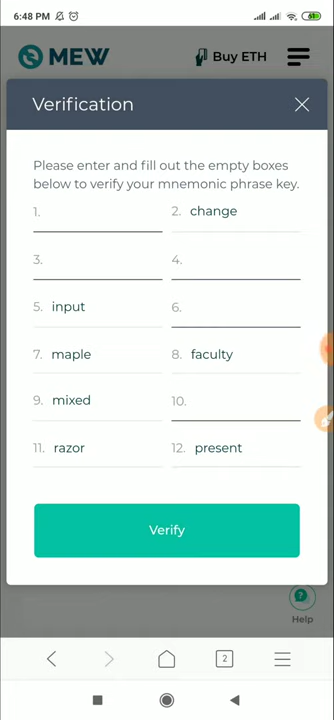 6:48 PM
61
MEW
Buy ETH
Verification
Please enter and fill out the empty boxes
below to verify your mnemonic phrase key.
1.
2. change
3.
4.
5. input
6.
7. maple
8. faculty
9. mixed
10.
11. razor
12. present
Verify
Help
2